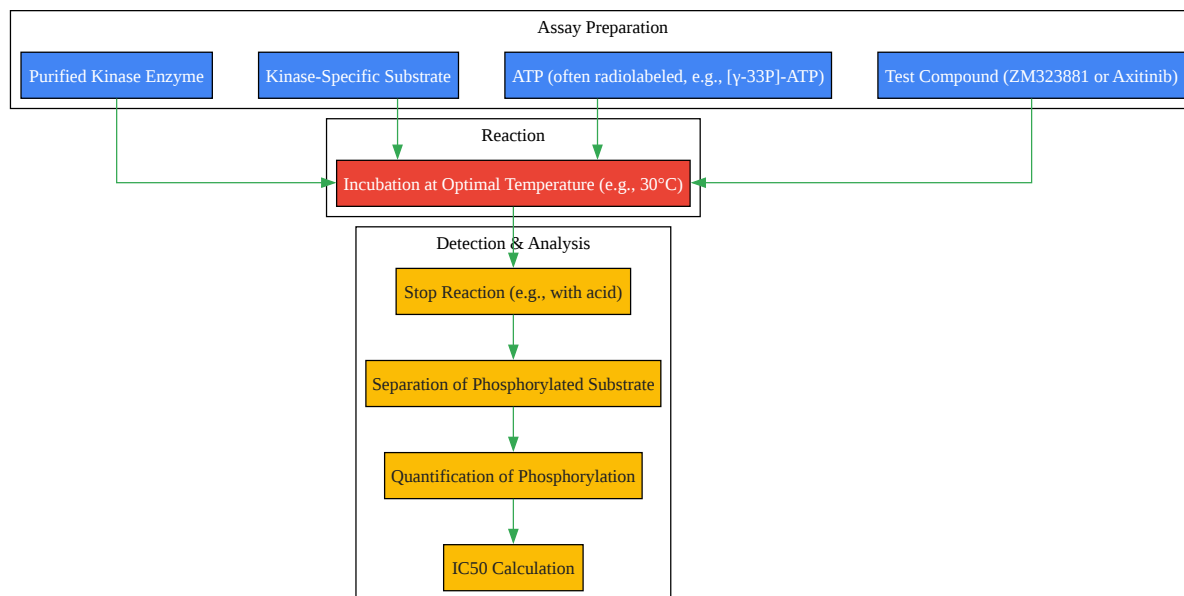 Assay Preparation
Purified Kinase Enzyme
Kinase-Specific Substrate
ATP (often radiolabeled, e.g., [γ-33P]-ATP)
Test Compound (ZM323881 or Axitinib)
Reaction
Incubation at Optimal Temperature (e.g., 30°C)
Detection & Analysis
Stop Reaction (e.g., with acid)
Separation of Phosphorylated Substrate
Quantification of Phosphorylation
IC50 Calculation